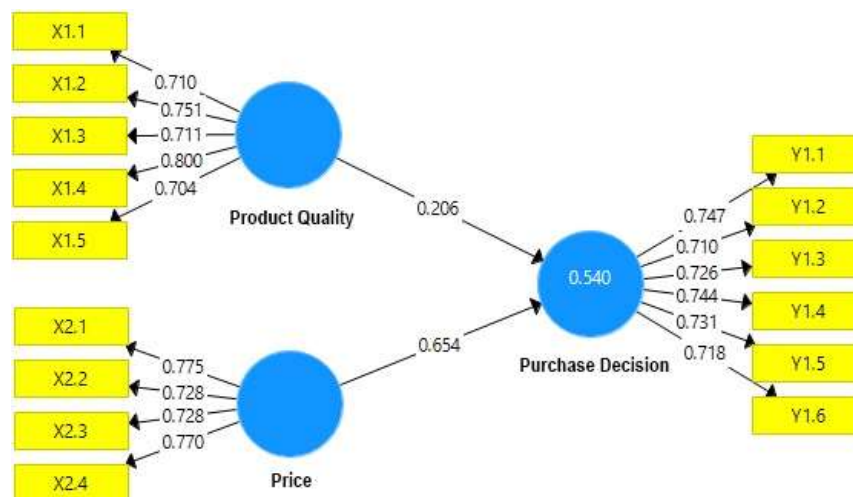 X1.1
X1.2
X1.3
X1.4
X1.5
0.710
0.751
0.711
0.800
0.704
Product Quality
0.206
X2.1
X2.2
X2.3
X2.4
0.775
0.728
0.728
0.770
Price
0.654
0.540
Purchase Decision
0.747
0.710
0.726
0.744
0.731
0.718
Y1.1
Y1.2
Y1.3
Y1.4
Y1.5
Y1.6